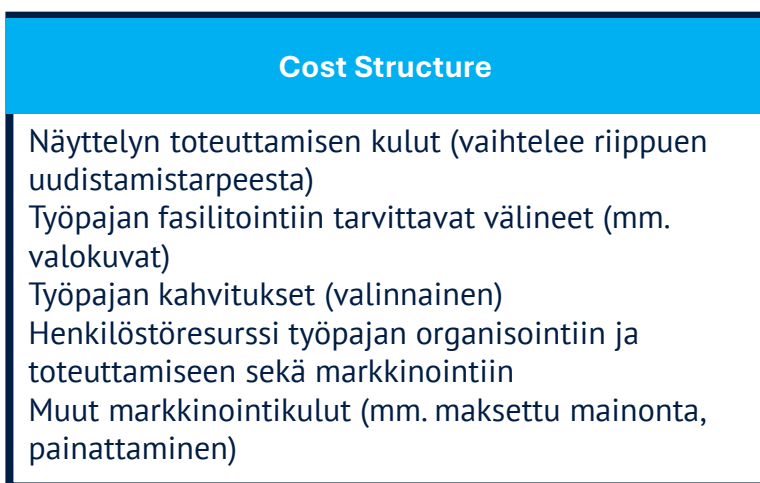 Cost Structure
Näyttelyn toteuttamisen kulut (vaihtelee riippuen
uudistamistarpeesta)
Työpajan fasilitointiin tarvittavat välineet (mm.
valokuvat)
Työpajan kahvitukset (valinnainen)
Henkilöstöresurssi työpajan organisointiin ja
toteuttamiseen sekä markkinointiin
Muut markkinointikulut (mm. maksettu mainonta,
painattaminen)